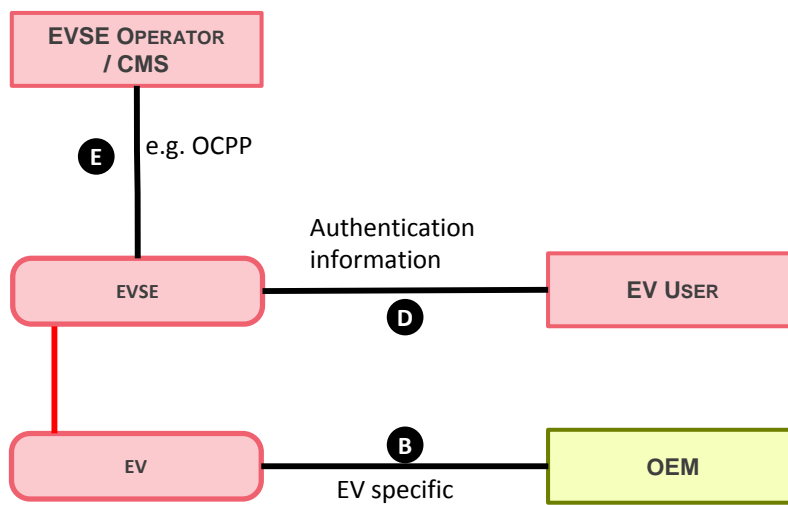 EVSE OPERATOR
/ CMS
E
e.g. OCPP
Authentication
information
EVSE
EV USER
D
B
EV
OEM
EV specific